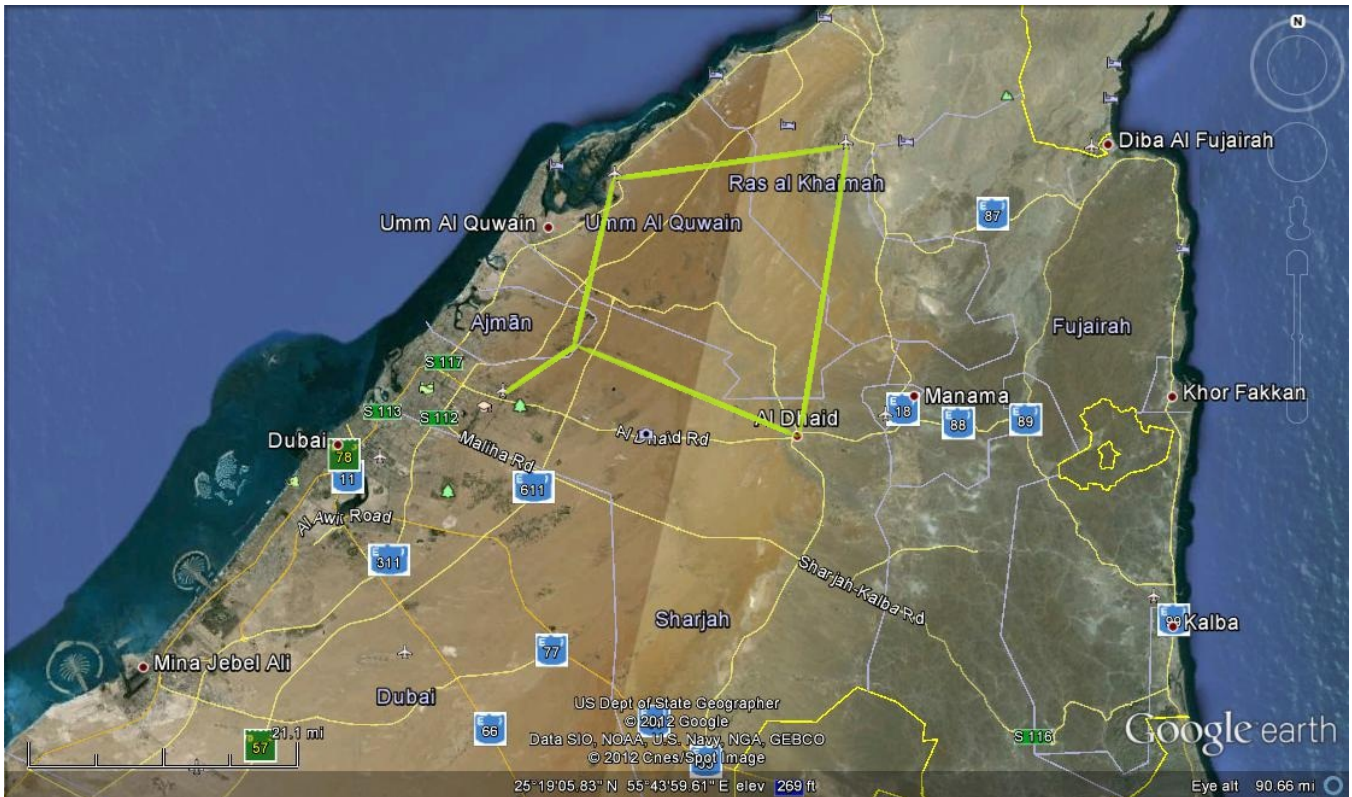 N
Diba Al Fujairah
Ras al Khaimah
87
Umm Al Quwain
Umm Al Quwain
Ajmān
Fujairah
S 117
Manama
Khor Fakkan
S 113
S 112
18
88
89
Al Dhaid
Al Dhaid Rd
Dubai
78
11
Maliha Rd
611
Al Awir Road
311
Sharjah-Kalba Rd
Sharjah
99
Kalba
77
Mina Jebel Ali
Dubai
66
57
21.1 mi
S 116
US Dept of State Geographer
© 2012 Google
Data SIO, NOAA, U.S. Navy, NGA, GEBCO
© 2012 Cnes/Spot Image
Google earth
25°19'05.83" N 55°43'59.61" E elev 269 ft
Eye alt 90.66 mi